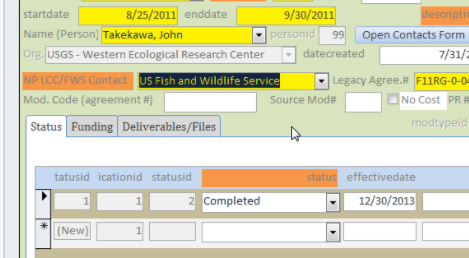 startdate 8/25/2011 enddate 9/30/2011 descriptio
Name (Person) Takekawa, John personid 99 Open Contacts Form
Org. USGS - Western Ecological Research Center datecreated 7/31/2
NP LCC/FWS Contact US Fish and Wildlife Service Legacy Agree.# F11RG-0-04
Mod. Code (agreement #) Source Mod# No Cost PR #
Status Funding Deliverables/Files modtypeid
tatusid icationid statusid status effectivedate
1 1 2 Completed 12/30/2013
* (New) 1